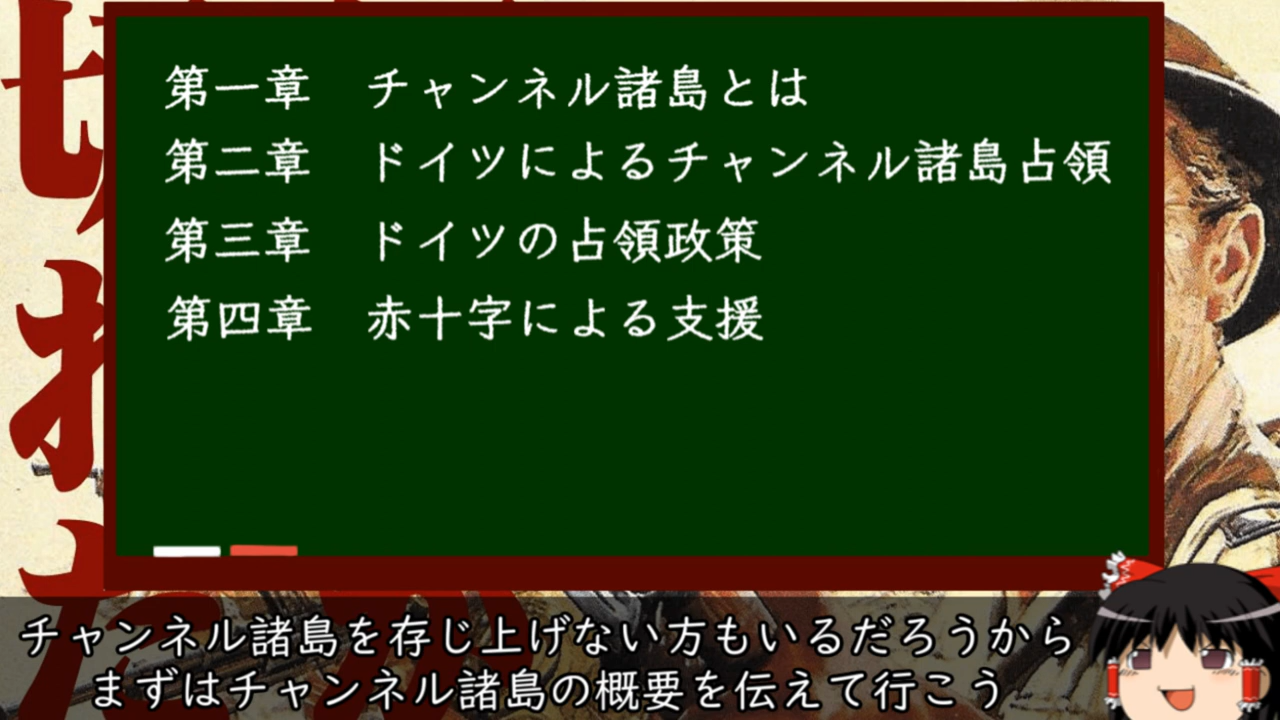 第一章　チャンネル諸島とは
第二章　ドイツによるチャンネル諸島占領
第三章　ドイツの占領政策
第四章　赤十字による支援
チャンネル諸島を存じ上げない方もいるだろうから
まずはチャンネル諸島の概要を伝えて行こう